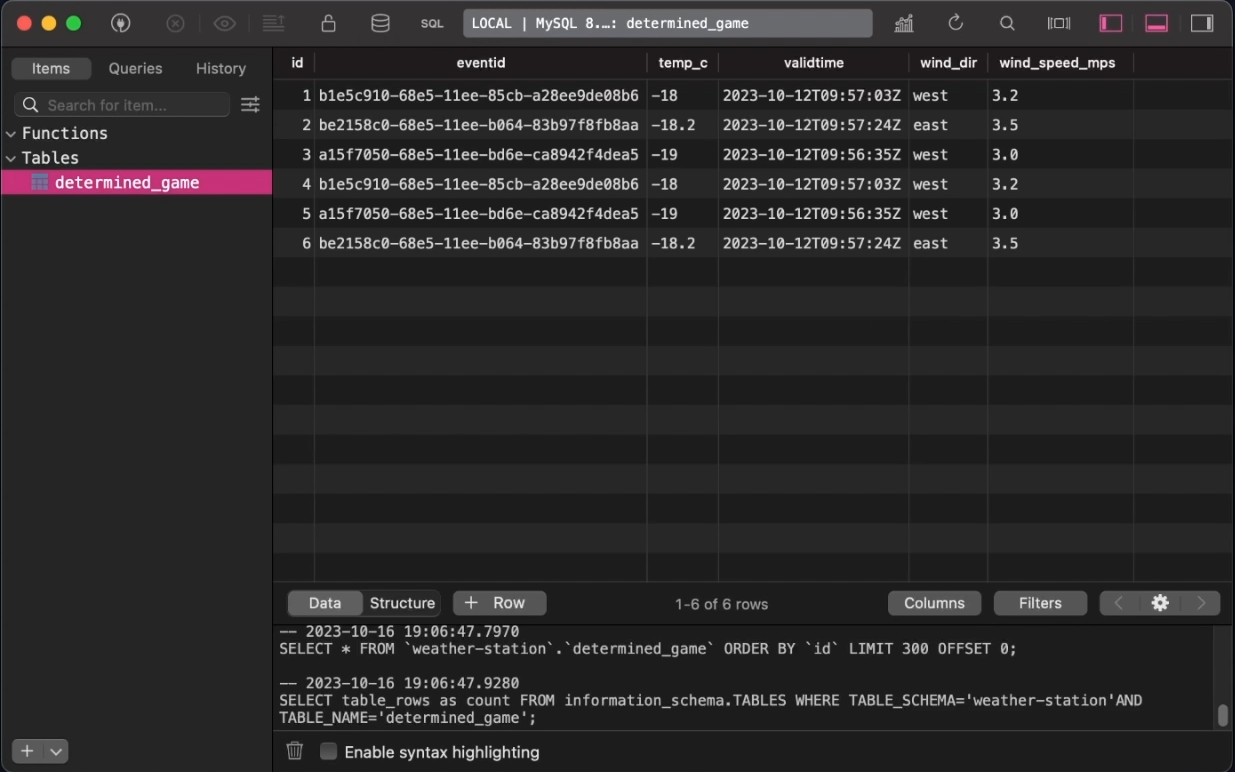 SQL LOCAL | MySQL 8.…: determined_game
Items Queries History
Search for item...
Functions
Tables
determined_game
id eventid temp_c validtime wind_dir wind_speed_mps
1 b1e5c910-68e5-11ee-85cb-a28ee9de08b6 -18 2023-10-12T09:57:03Z west 3.2
2 be2158c0-68e5-11ee-b064-83b97f8fb8aa -18.2 2023-10-12T09:57:24Z east 3.5
3 a15f7050-68e5-11ee-bd6e-ca8942f4dea5 -19 2023-10-12T09:56:35Z west 3.0
4 b1e5c910-68e5-11ee-85cb-a28ee9de08b6 -18 2023-10-12T09:57:03Z west 3.2
5 a15f7050-68e5-11ee-bd6e-ca8942f4dea5 -19 2023-10-12T09:56:35Z west 3.0
6 be2158c0-68e5-11ee-b064-83b97f8fb8aa -18.2 2023-10-12T09:57:24Z east 3.5
Data Structure + Row 1-6 of 6 rows Columns Filters
-- 2023-10-16 19:06:47.7970
SELECT * FROM `weather-station`.`determined_game` ORDER BY `id` LIMIT 300 OFFSET 0;
-- 2023-10-16 19:06:47.9280
SELECT table_rows as count FROM information_schema.TABLES WHERE TABLE_SCHEMA='weather-station'AND
TABLE_NAME='determined_game';
Enable syntax highlighting